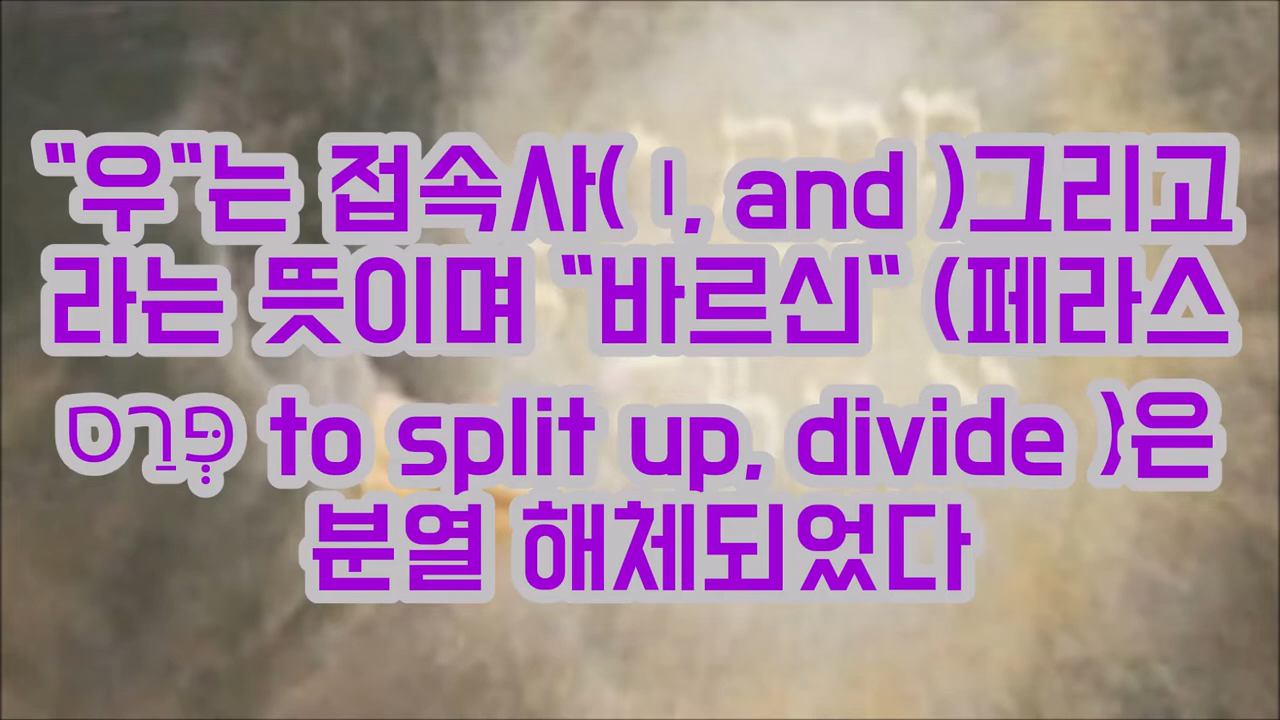 "우"는 접속사( ו, and )그리고
라는 뜻이며 "바르신" (페라스
פְּרַס to split up, divide )은
분열 해체되었다